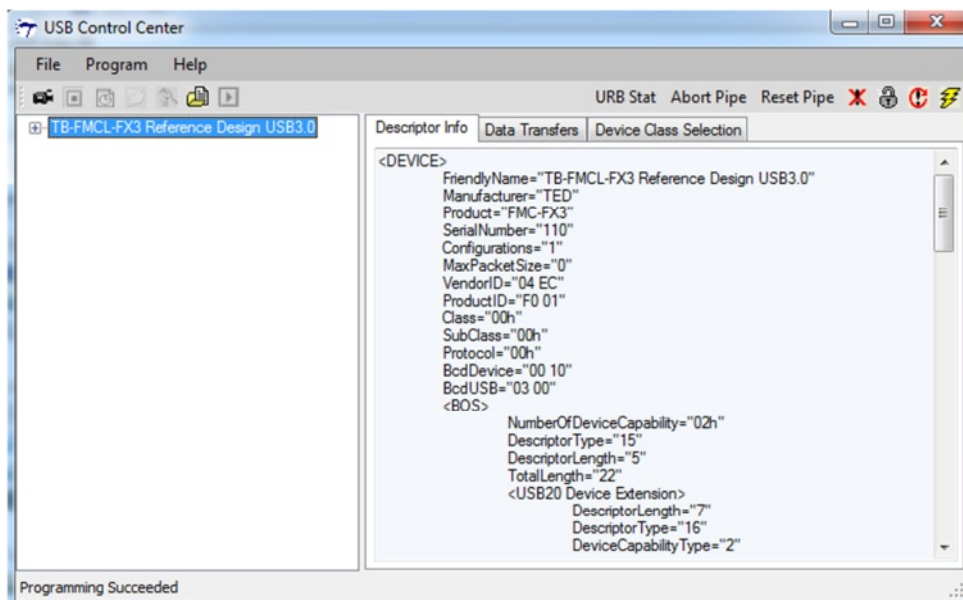 USB Control Center
File Program Help
URB Stat Abort Pipe Reset Pipe
TB-FMCL-FX3 Reference Design USB3.0
Descriptor Info Data Transfers Device Class Selection
<DEVICE>
FriendlyName="TB-FMCL-FX3 Reference Design USB3.0"
Manufacturer="TED"
Product="FMC-FX3"
SerialNumber="110"
Configurations="1"
MaxPacketSize="0"
VendorID="04 EC"
ProductID="F0 01"
Class="00h"
SubClass="00h"
Protocol="00h"
BcdDevice="00 10"
BcdUSB="03 00"
<BOS>
NumberOfDeviceCapability="02h"
DescriptorType="15"
DescriptorLength="5"
TotalLength="22"
<USB20 Device Extension>
DescriptorLength="7"
DescriptorType="16"
DeviceCapabilityType="2"
Programming Succeeded